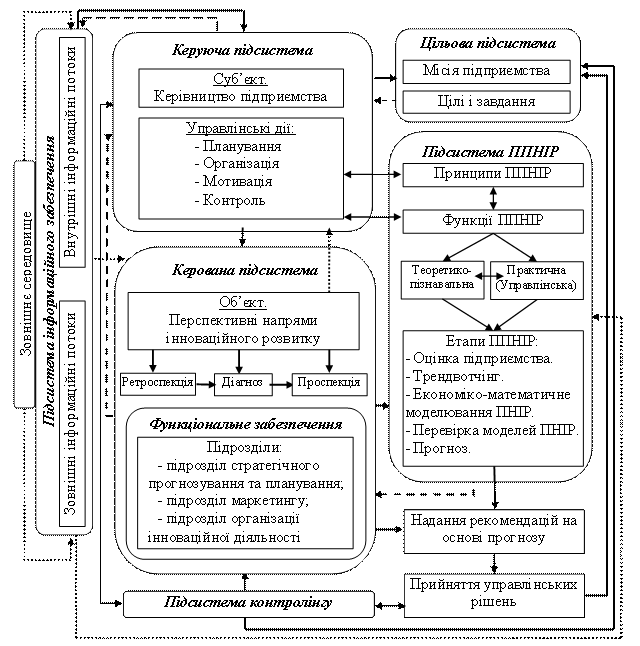 Зовнішнє середовище
Підсистема інформаційного забезпечення
Внутрішні інформаційні потоки
Зовнішні інформаційні потоки
Керуюча підсистема
Суб’єкт.
Керівництво підприємства
Управлінські дії:
- Планування
- Організація
- Мотивація
- Контроль
Цільова підсистема
Місія підприємства
Цілі і завдання
Підсистема ППНІР
Принципи ППНІР
Функції ППНІР
Теоретико-
пізнавальна
Практична
(Управлінська)
Етапи ППНІР:
- Оцінка підприємства.
- Трендвотчінг.
- Економіко-математичне
моделювання ПНІР.
- Перевірка моделей ПНІР.
- Прогноз.
Керована підсистема
Об’єкт.
Перспективні напрями
інноваційного розвитку
Ретроспекція
Діагноз
Проспекція
Функціональне забезпечення
Підрозділи:
- підрозділ стратегічного
прогнозування та планування;
- підрозділ маркетингу;
- підрозділ організації
інноваційної діяльності
Надання рекомендацій на
основі прогнозу
Прийняття управлінських
рішень
Підсистема контролінгу